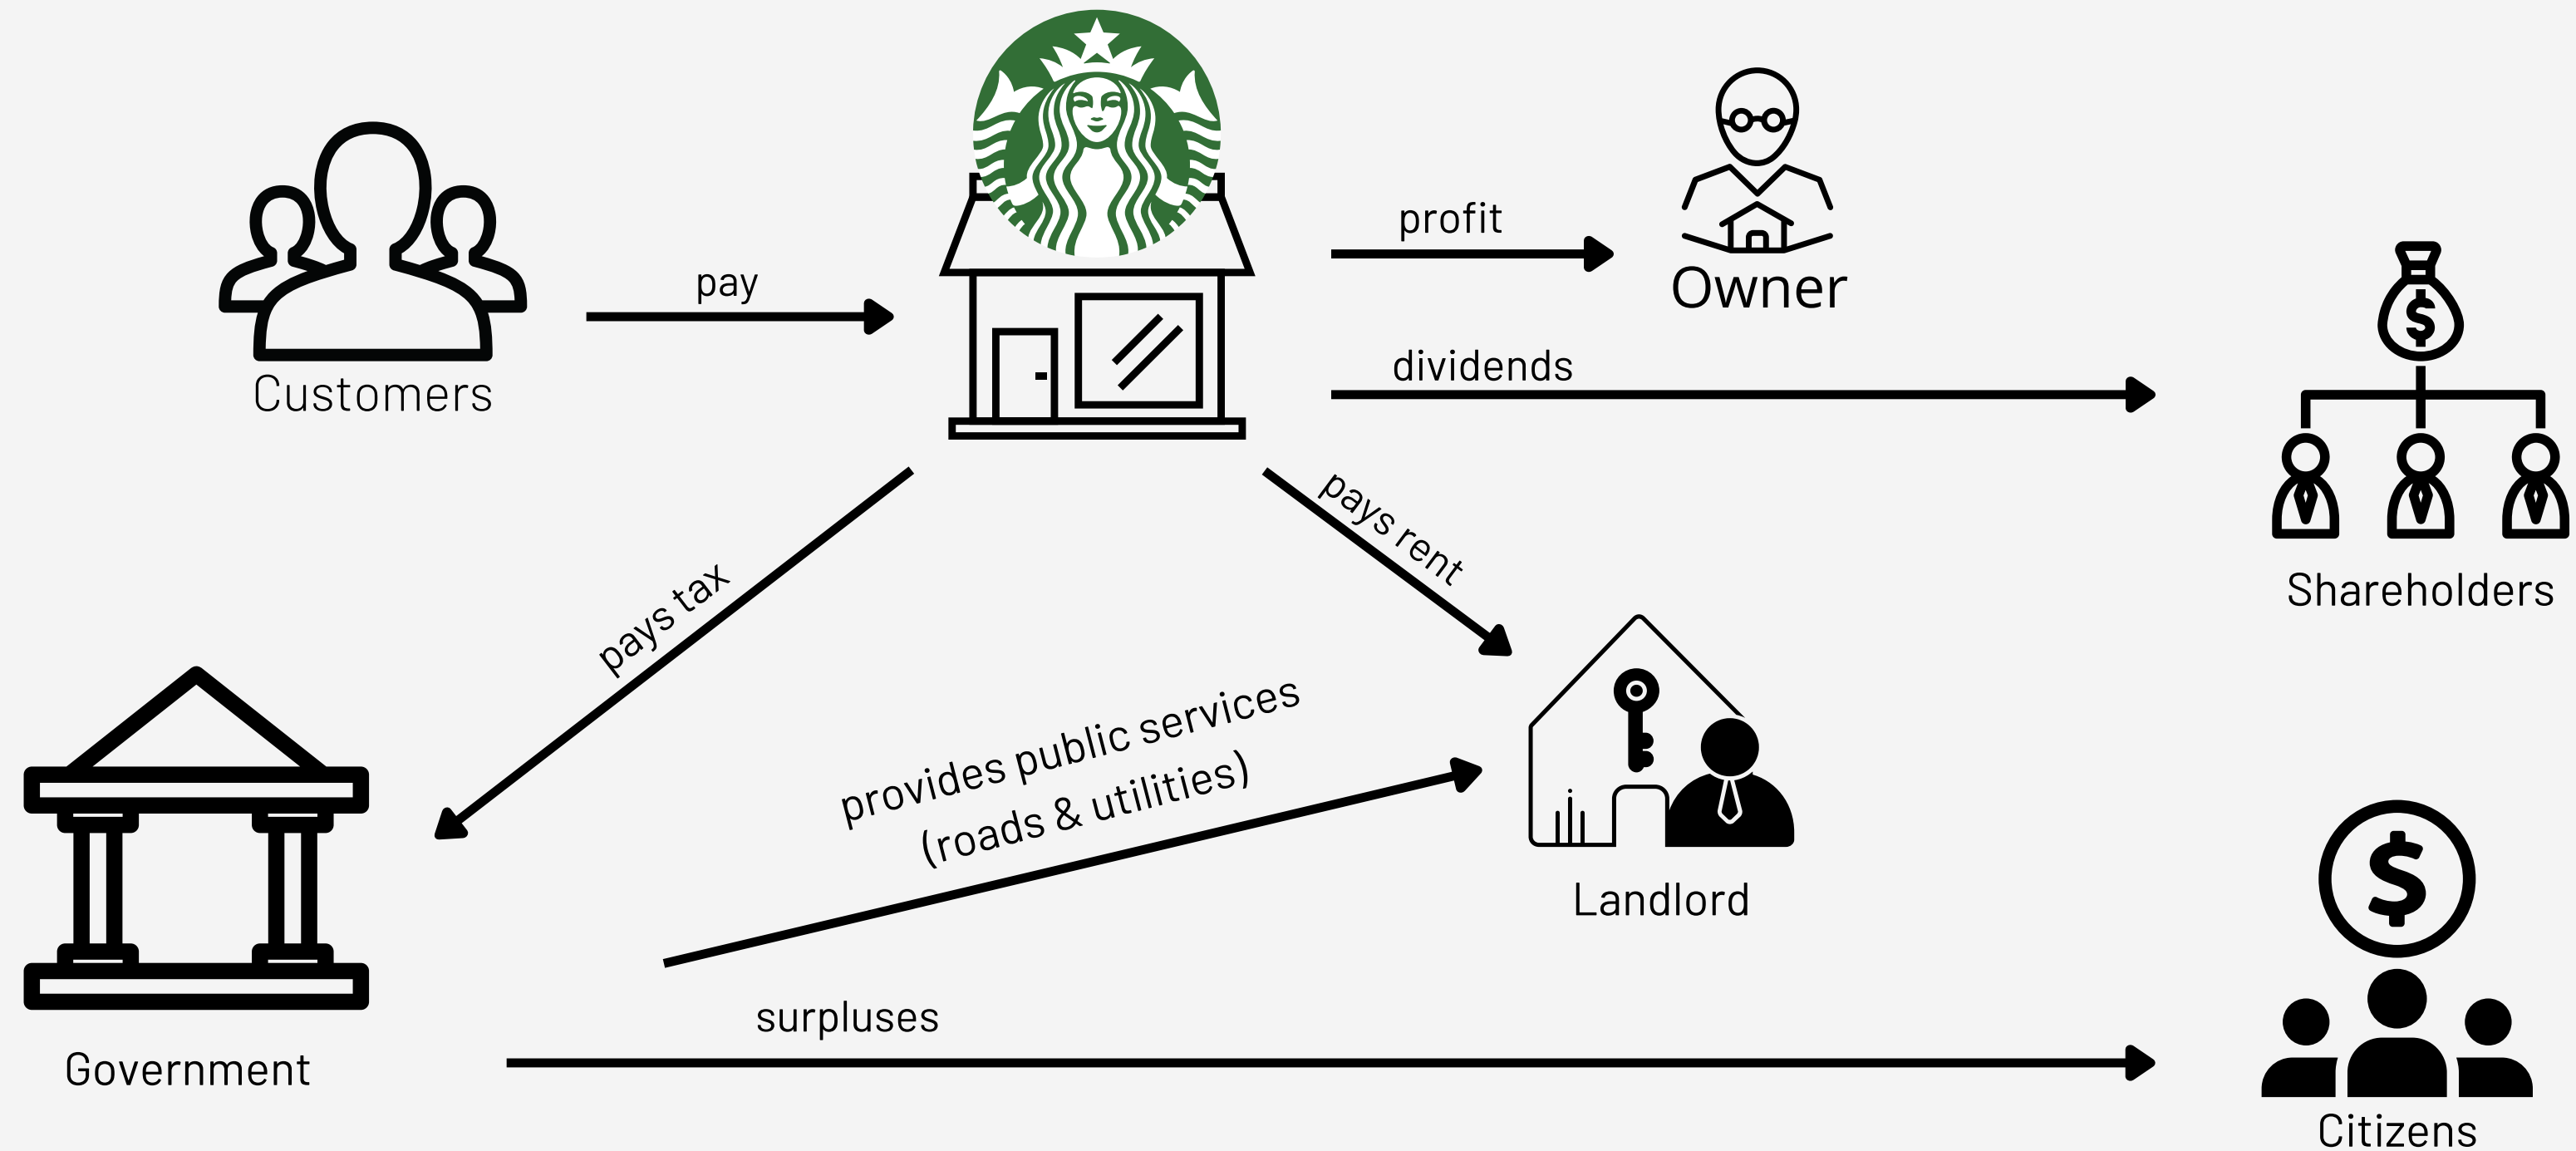 profit
Owner
pay
dividends
Customers
$
pays rent
pays tax
Shareholders
provides public services
(roads & utilities)
Landlord
$
surpluses
Government
Citizens